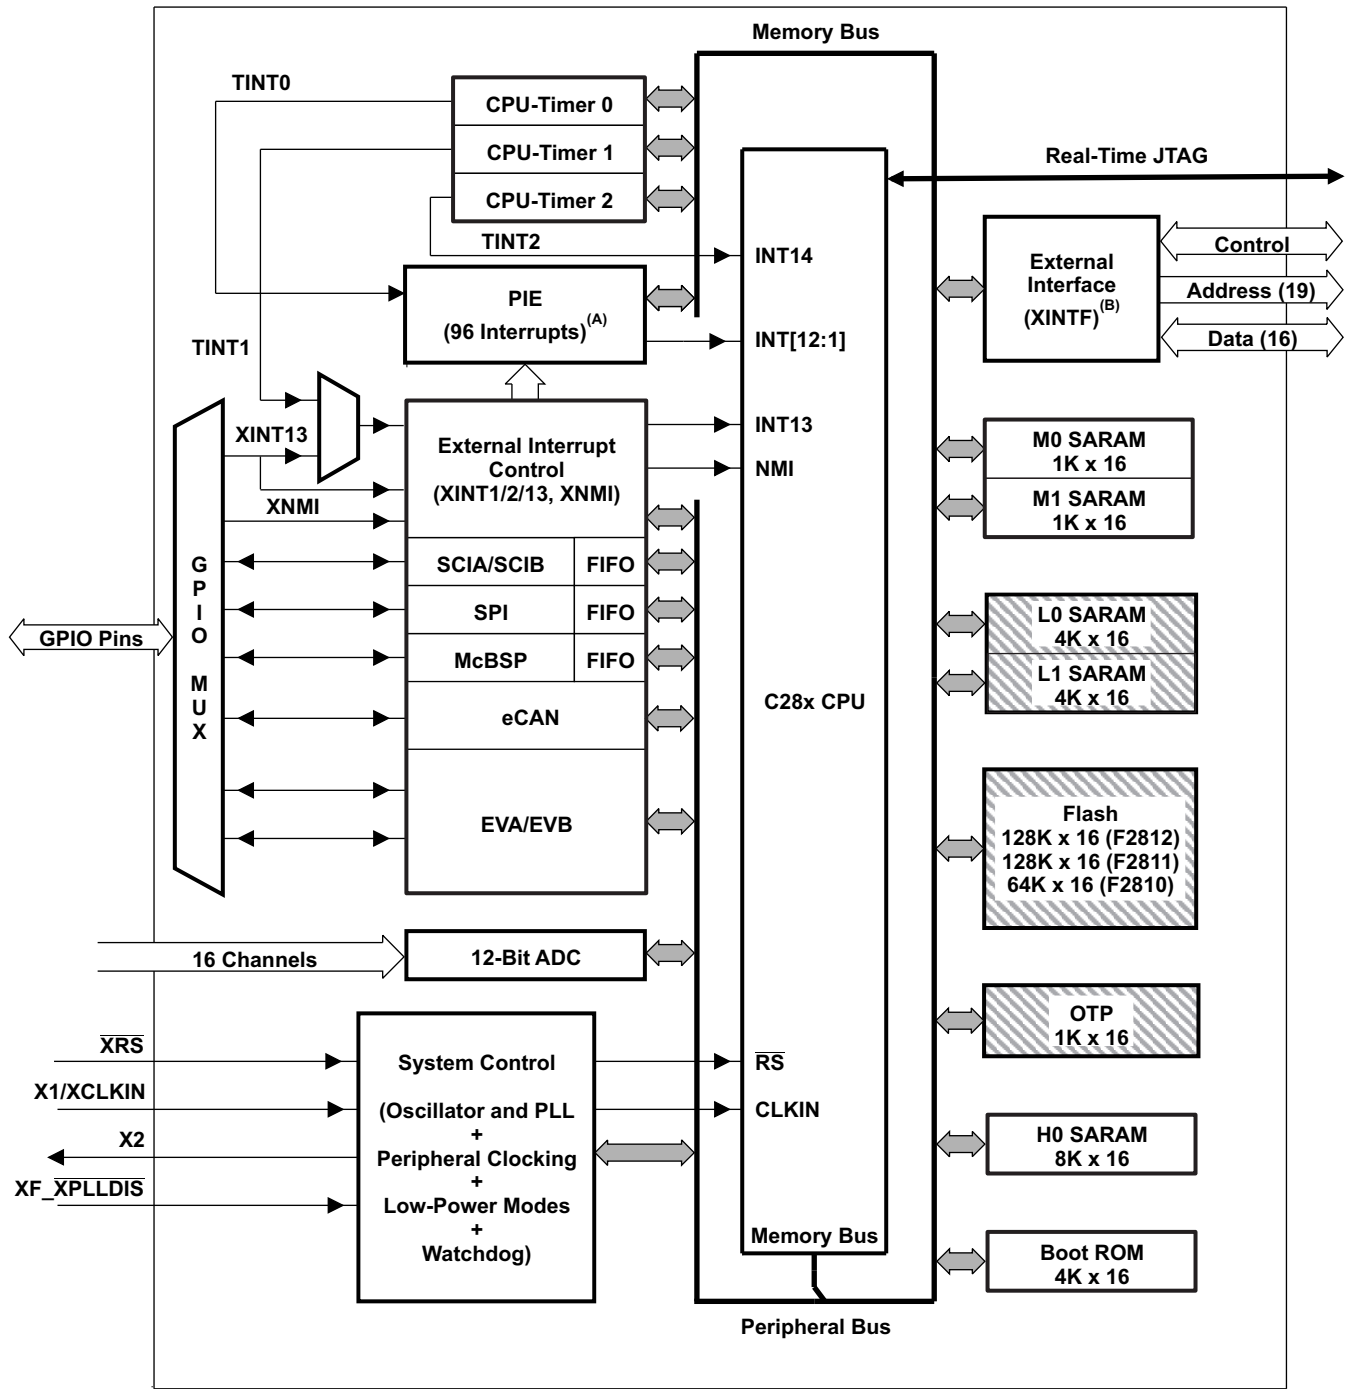 Memory Bus
TINT0
CPU-Timer 0
CPU-Timer 1
CPU-Timer 2
Real-Time JTAG
TINT2
INT14
External
Interface
(XINTF)(B)
Control
Address (19)
Data (16)
PIE
(96 Interrupts)(A)
INT[12:1]
TINT1
XINT13
External Interrupt
Control
(XINT1/2/13, XNMI)
INT13
NMI
M0 SARAM
1K x 16
M1 SARAM
1K x 16
XNMI
GPIO MUX
GPIO Pins
SCIA/SCIB
FIFO
SPI
FIFO
McBSP
FIFO
eCAN
EVA/EVB
C28x CPU
L0 SARAM
4K x 16
L1 SARAM
4K x 16
Flash
128K x 16 (F2812)
128K x 16 (F2811)
64K x 16 (F2810)
16 Channels
12-Bit ADC
OTP
1K x 16
XRS
X1/XCLKIN
X2
XF_XPLLDIS
System Control
(Oscillator and PLL
+
Peripheral Clocking
+
Low-Power Modes
+
Watchdog)
RS
CLKIN
H0 SARAM
8K x 16
Memory Bus
Boot ROM
4K x 16
Peripheral Bus